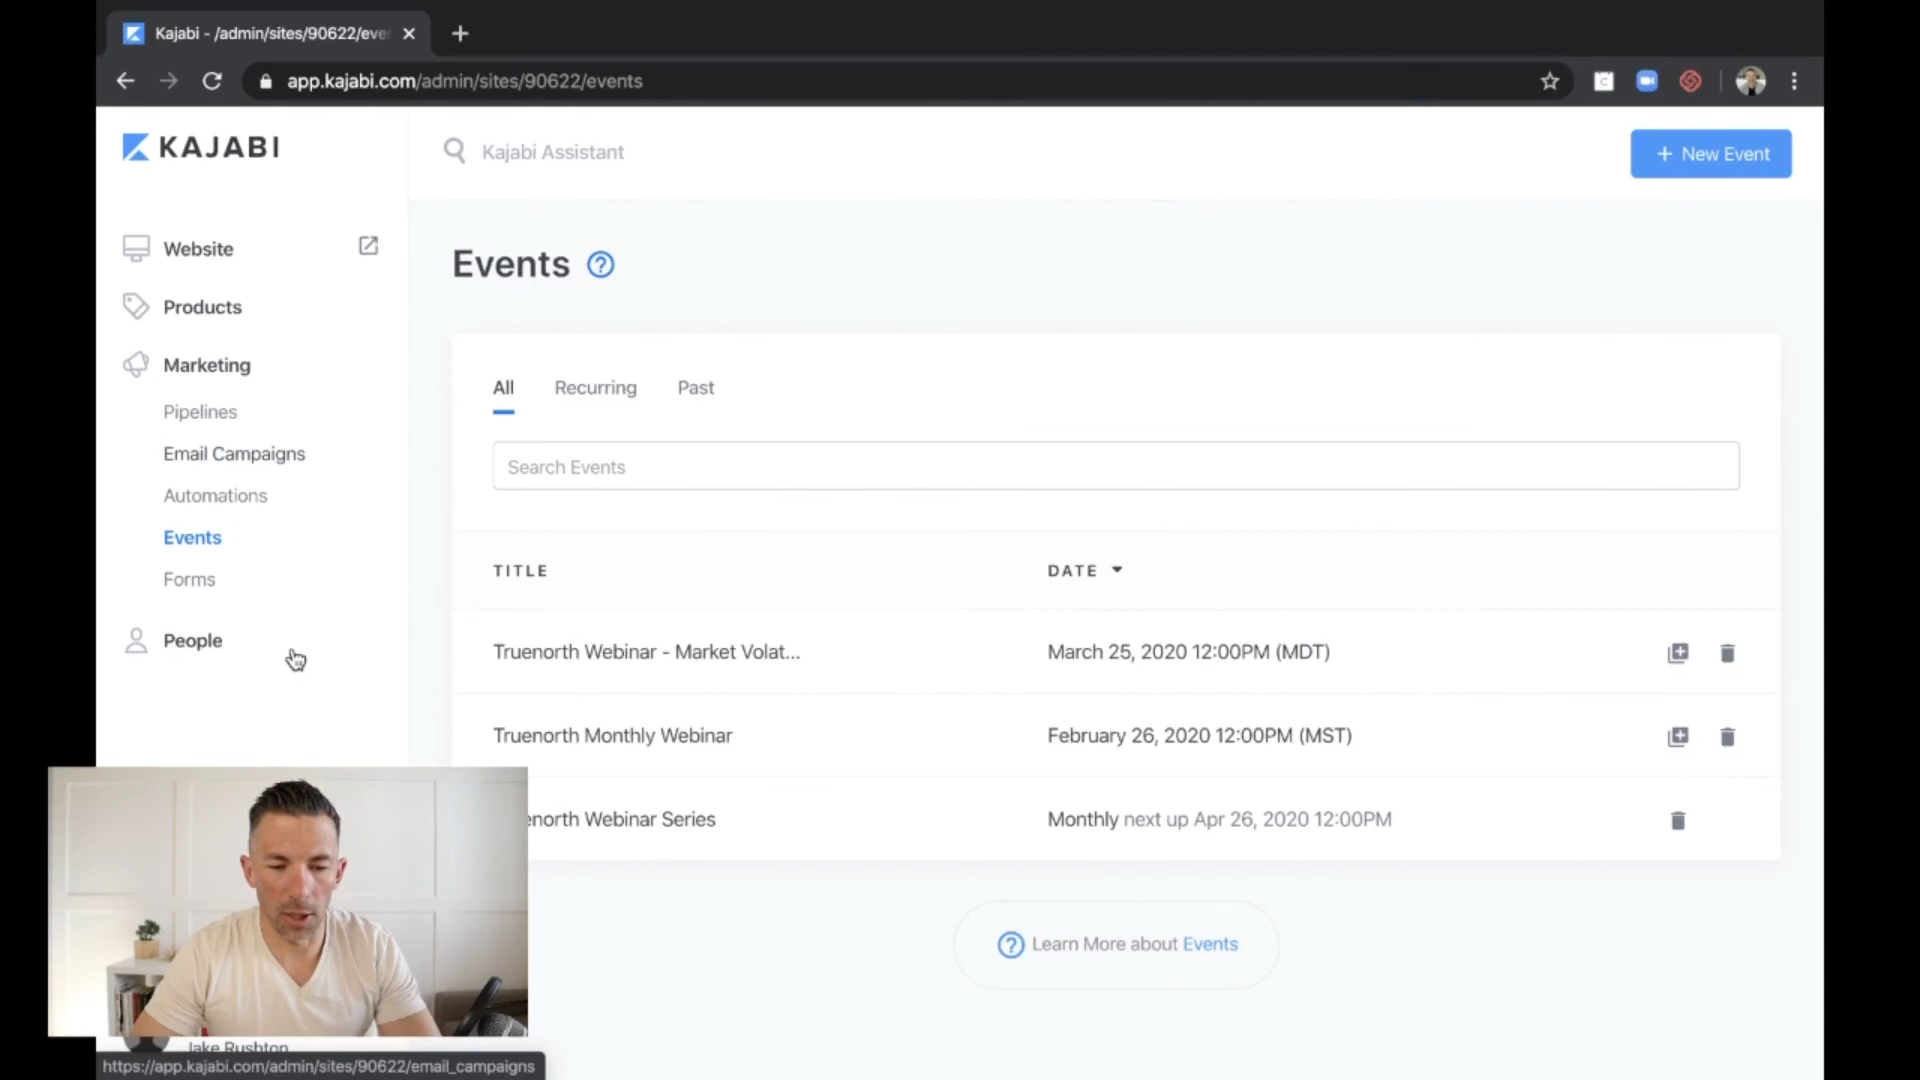 Kajabi - /admin/sites/90622/eve
app.kajabi.com/admin/sites/90622/events
KAJABI
Kajabi Assistant
+ New Event
Website
Products
Marketing
Pipelines
Email Campaigns
Automations
Events
Forms
People
Events
All Recurring Past
Search Events
TITLE DATE
Truenorth Webinar - Market Volat... March 25, 2020 12:00PM (MDT)
Truenorth Monthly Webinar February 26, 2020 12:00PM (MST)
enorth Webinar Series Monthly next up Apr 26, 2020 12:00PM
Learn More about Events
Jake Rushton
https://app.kajabi.com/admin/sites/90622/email_campaigns